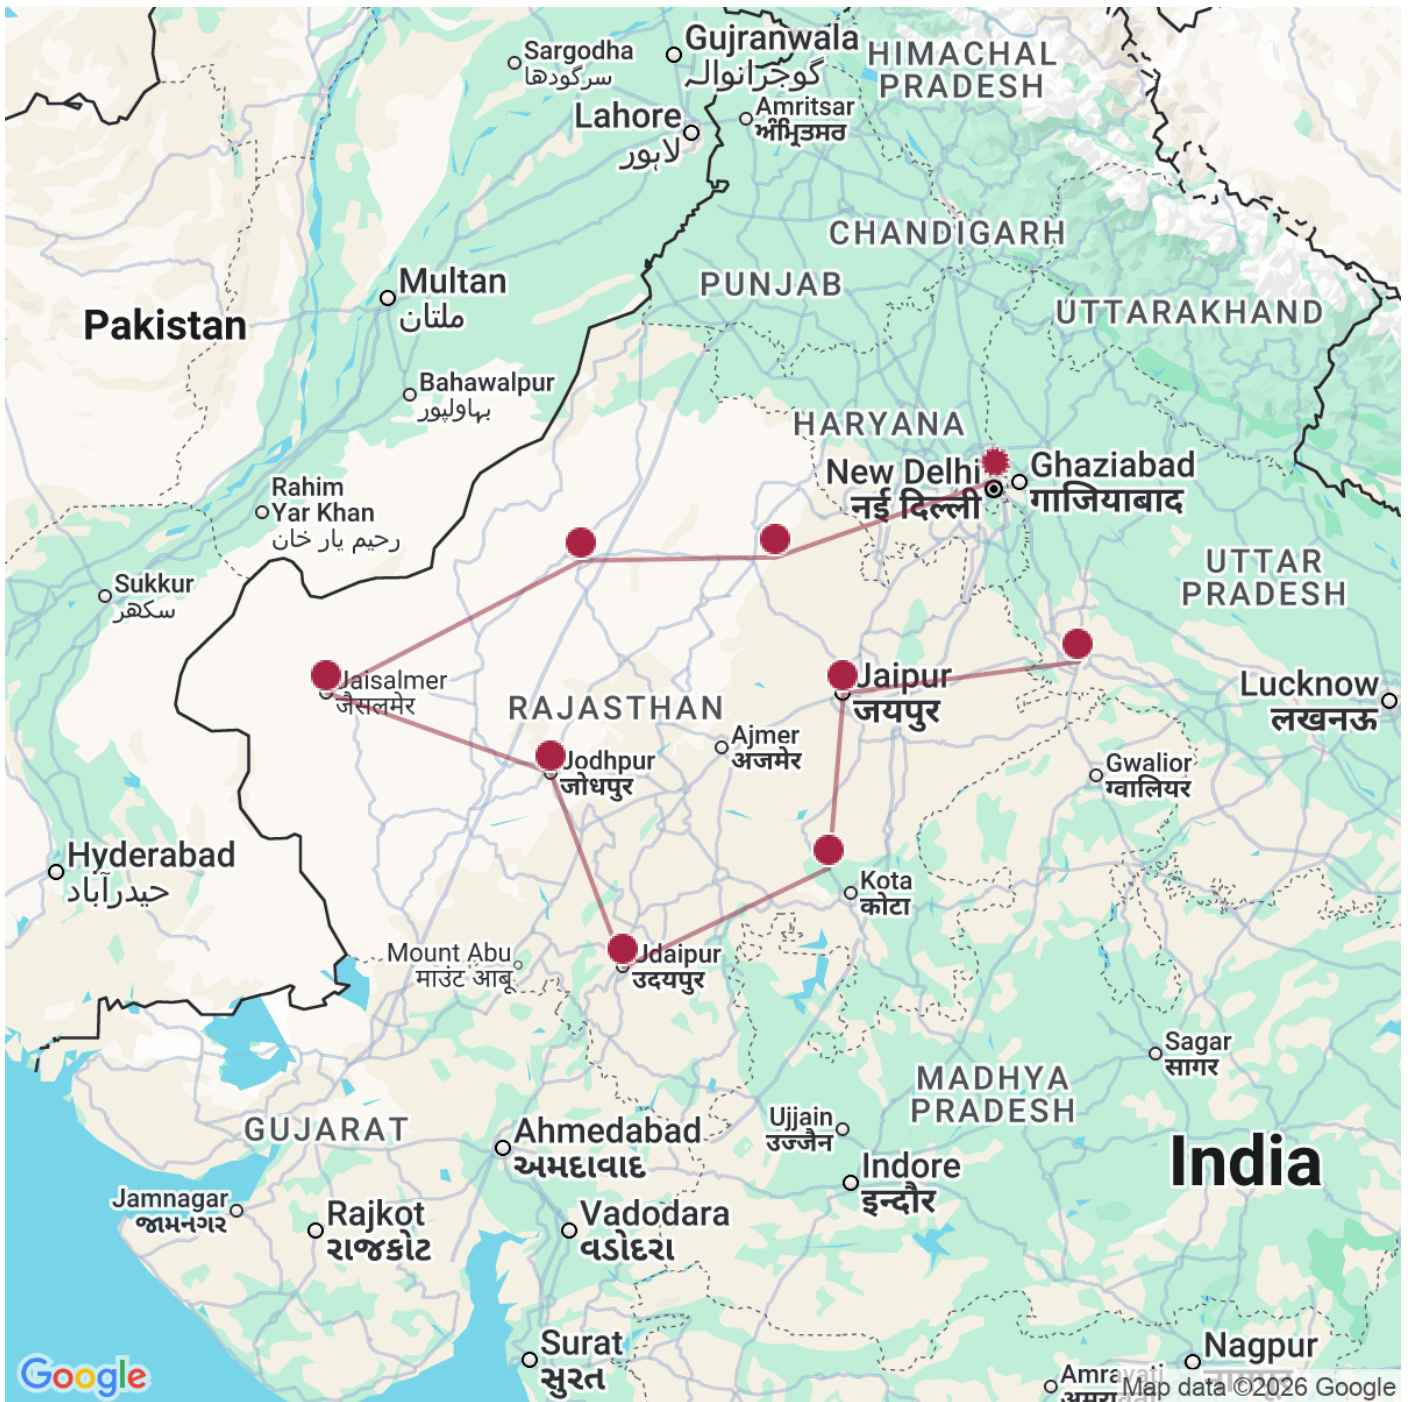 Sargodha
سرگودھا
Gujranwala
گوجرانوالہ
HIMACHAL
PRADESH
Lahore
لاہور
Amritsar
ਅੰਮ੍ਰਿਤਸਰ
CHANDIGARH
PUNJAB
Multan
ملتان
Pakistan
UTTARAKHAND
Bahawalpur
بہاولپور
HARYANA
New Delhi
नई दिल्ली
Ghaziabad
गाजियाबाद
Rahim
Yar Khan
رحیم یار خان
Sukkur
سکھر
UTTAR
PRADESH
Jaisalmer
जैसलमेर
RAJASTHAN
Jaipur
जयपुर
Lucknow
लखनऊ
Ajmer
अजमेर
Jodhpur
जोधपुर
Gwalior
ग्वालियर
Hyderabad
حیدرآباد
Kota
कोटा
Mount Abu
माउंट आबू
Udaipur
उदयपुर
Sagar
सागर
MADHYA
PRADESH
GUJARAT
Ahmedabad
અમદાવાદ
Ujjain
उज्जैन
Indore
इन्दौर
India
Jamnagar
જામનગર
Rajkot
રાજકોટ
Vadodara
વડોદરા
Surat
સુરત
Nagpur
Google
Map data ©2026 Google